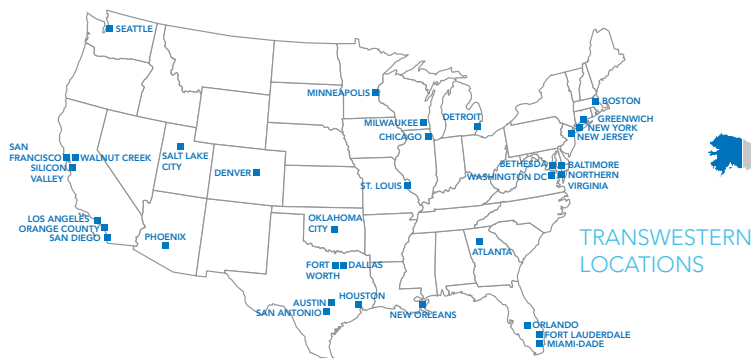 SEATTLE
MINNEAPOLIS
MILWAUKEE
CHICAGO
DETROIT
BOSTON
GREENWICH
NEW YORK
NEW JERSEY
SAN
FRANCISCO
WALNUT CREEK
SILICON
VALLEY
SALT LAKE
CITY
DENVER
ST. LOUIS
BETHESDA
BALTIMORE
WASHINGTON DC
NORTHERN
VIRGINIA
LOS ANGELES
ORANGE COUNTY
SAN DIEGO
PHOENIX
OKLAHOMA
CITY
FORT
WORTH
DALLAS
ATLANTA
TRANSWESTERN
LOCATIONS
AUSTIN
SAN ANTONIO
HOUSTON
NEW ORLEANS
ORLANDO
FORT LAUDERDALE
MIAMI-DADE